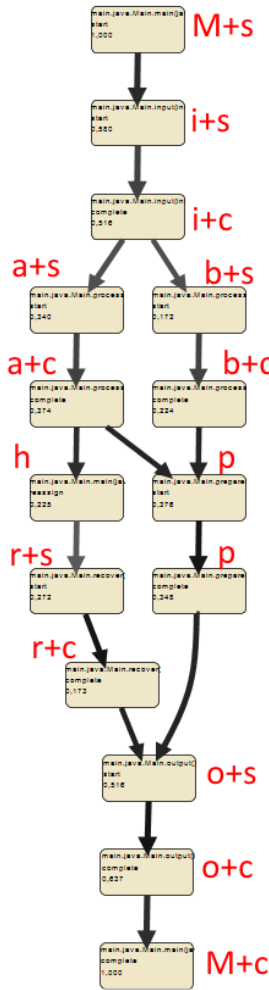 main.java.Main.main(ja
start
1,000
M+s
main.java.Main.input(in
start
0,580
i+s
main.java.Main.input(in
complete
0,516
i+c
a+s
b+s
main.java.Main.process
start
0,340
main.java.Main.process
start
0,172
a+c
b+c
main.java.Main.process
complete
0,274
main.java.Main.process
complete
0,224
h
p
main.java.Main.main(ja
reassign
0,225
main.java.Main.prepare
start
0,276
r+s
p
main.java.Main.recover(
start
0,272
main.java.Main.prepare
complete
0,348
r+c
main.java.Main.recover(
complete
0,173
main.java.Main.output()
start
0,516
o+s
main.java.Main.output()
complete
0,637
o+c
main.java.Main.main(ja
complete
1,000
M+c